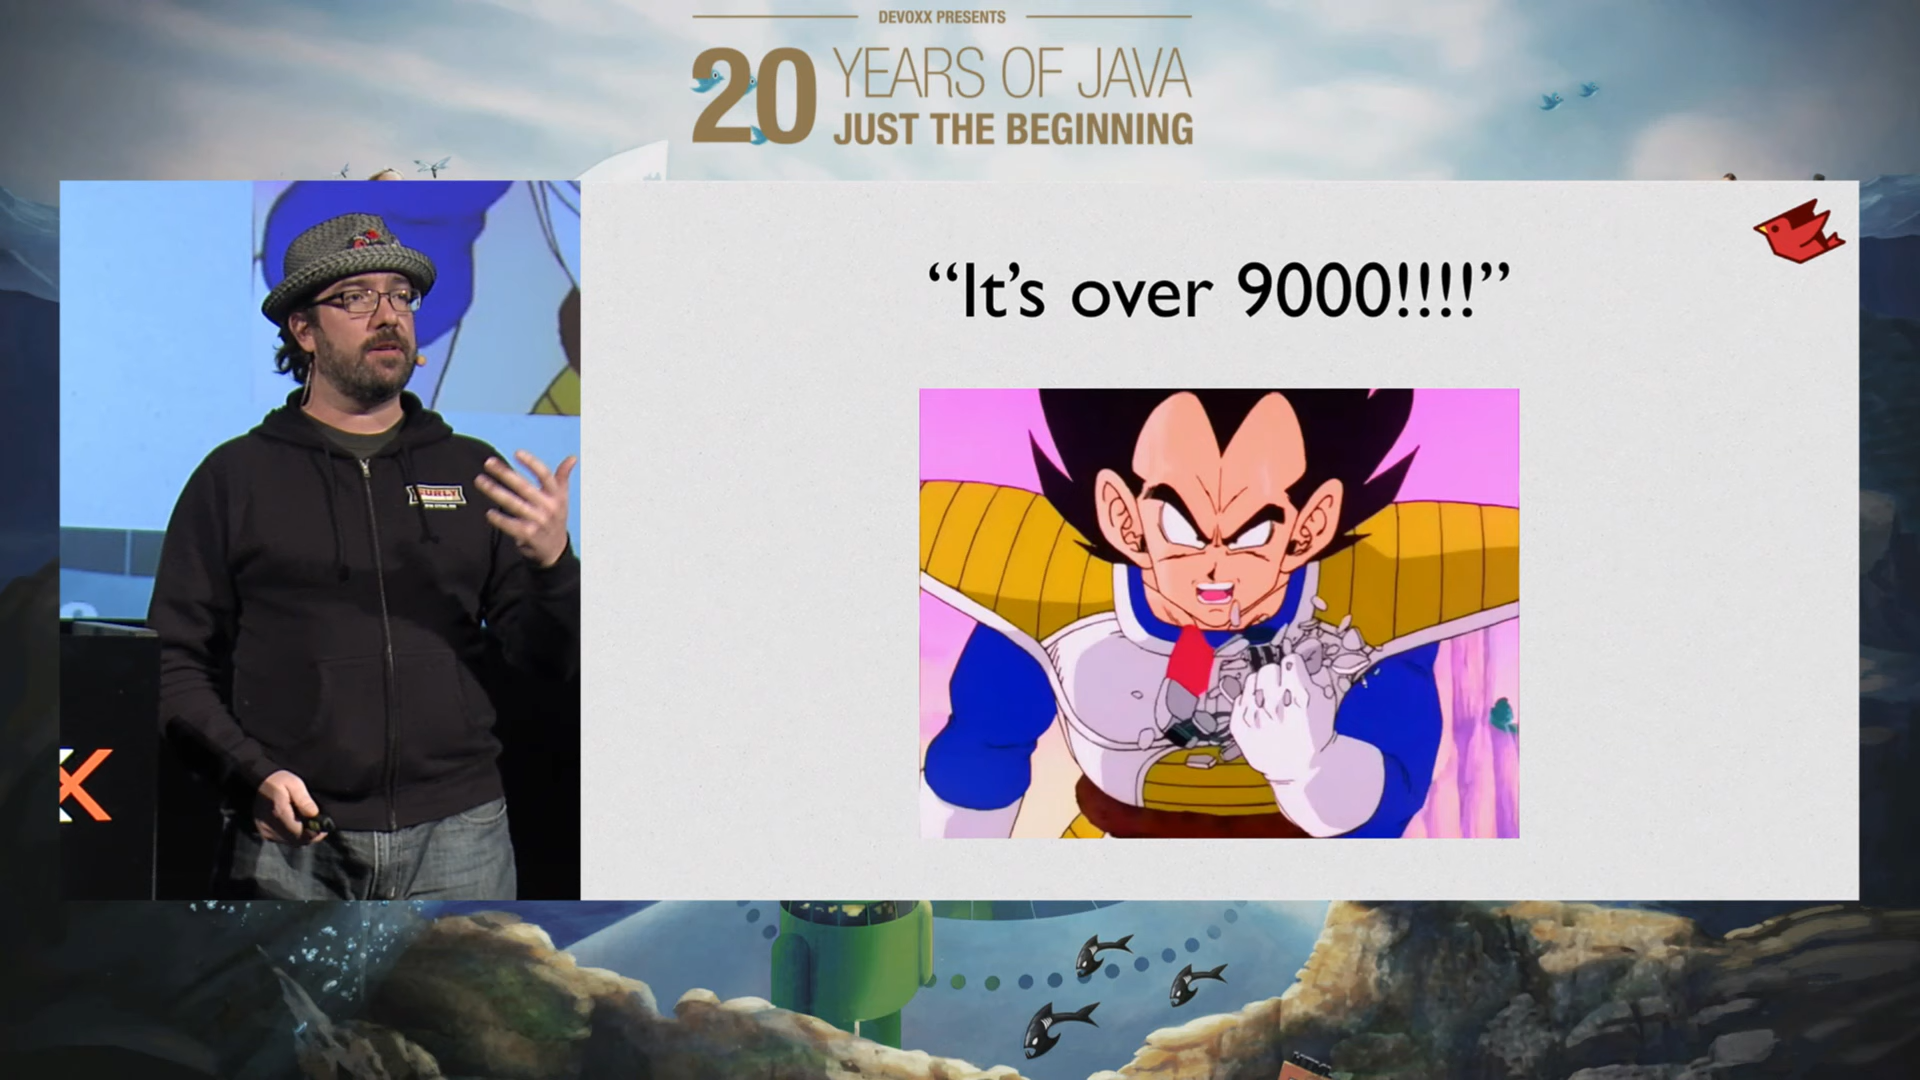 DEVOXX PRESENTS
20 YEARS OF JAVA
JUST THE BEGINNING
“It’s over 9000!!!!”